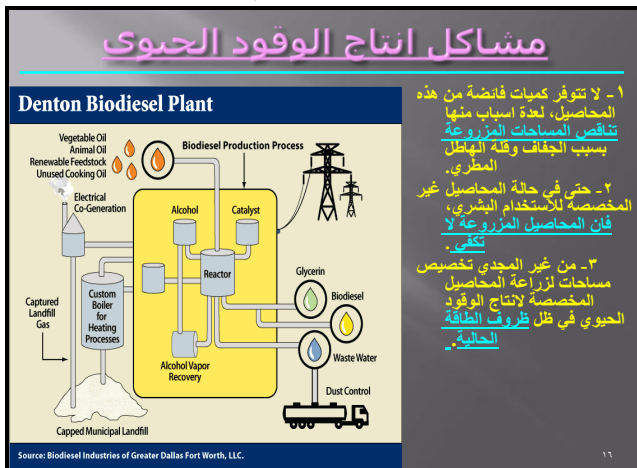 مشاكل انتاج الوقود الحيوى
١- لا تتوفر كميات فائضة من هذه
المحاصيل، لعدة اسباب منها
تناقص المساحات المزروعة
بسبب الجفاف وقلة الهاطل
المطري.
٢- حتى في حالة المحاصيل غير
المخصصة للأستخدام البشري،
فان المحاصيل المزروعة لا
تكفي.
٣- من غير المجدي تخصيص
مساحات لزراعة المحاصيل
المخصصة لانتاج الوقود
الحيوي في ظل ظروف الطاقة
الحالية.
Denton Biodiesel Plant
Vegetable Oil
Animal Oil
Renewable Feedstock
Unused Cooking Oil
Biodiesel Production Process
Electrical
Co-Generation
Alcohol
Catalyst
Reactor
Glycerin
Biodiesel
Captured
Landfill
Gas
Custom
Boiler
for
Heating
Processes
Alcohol Vapor
Recovery
Waste Water
Dust Control
Capped Municipal Landfill
Source: Biodiesel Industries of Greater Dallas Fort Worth, LLC.
١٦